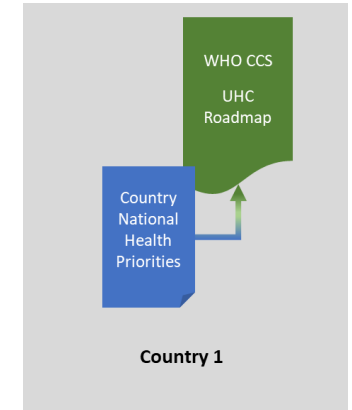 WHO CCS
UHC
Roadmap
Country
National
Health
Priorities
Country 1